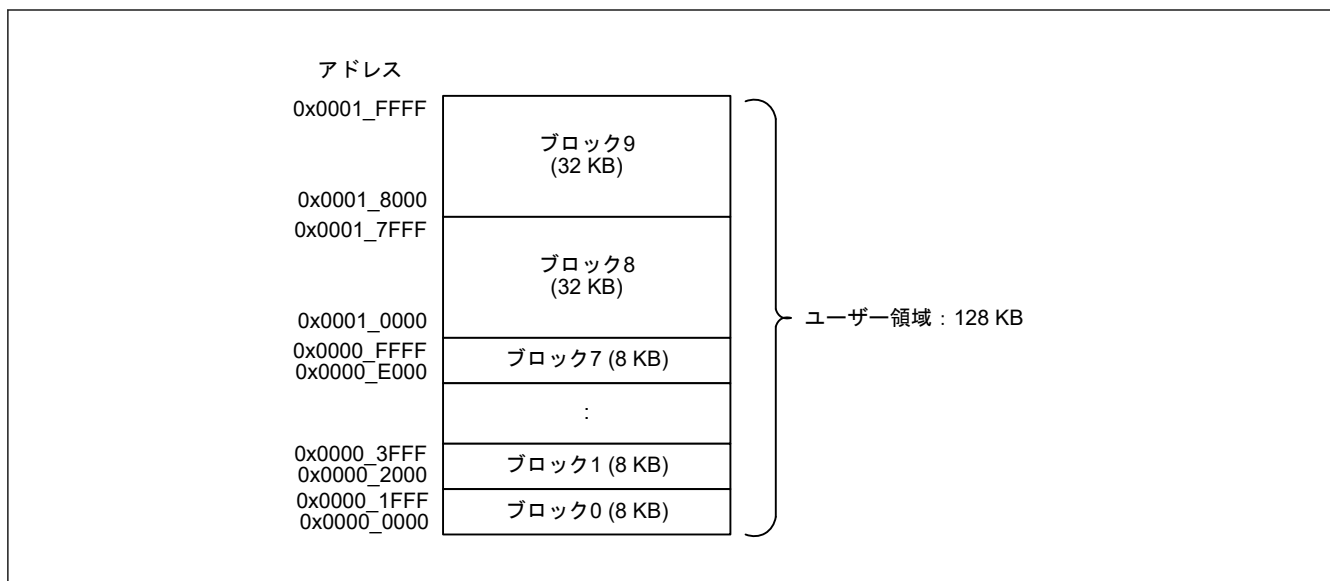 アドレス
0x0001_FFFF
ブロック9
(32 KB)
0x0001_8000
0x0001_7FFF
ブロック8
(32 KB)
ユーザー領域：128 KB
0x0001_0000
0x0000_FFFF
ブロック7 (8 KB)
0x0000_E000
:
0x0000_3FFF
ブロック1 (8 KB)
0x0000_2000
0x0000_1FFF
ブロック0 (8 KB)
0x0000_0000